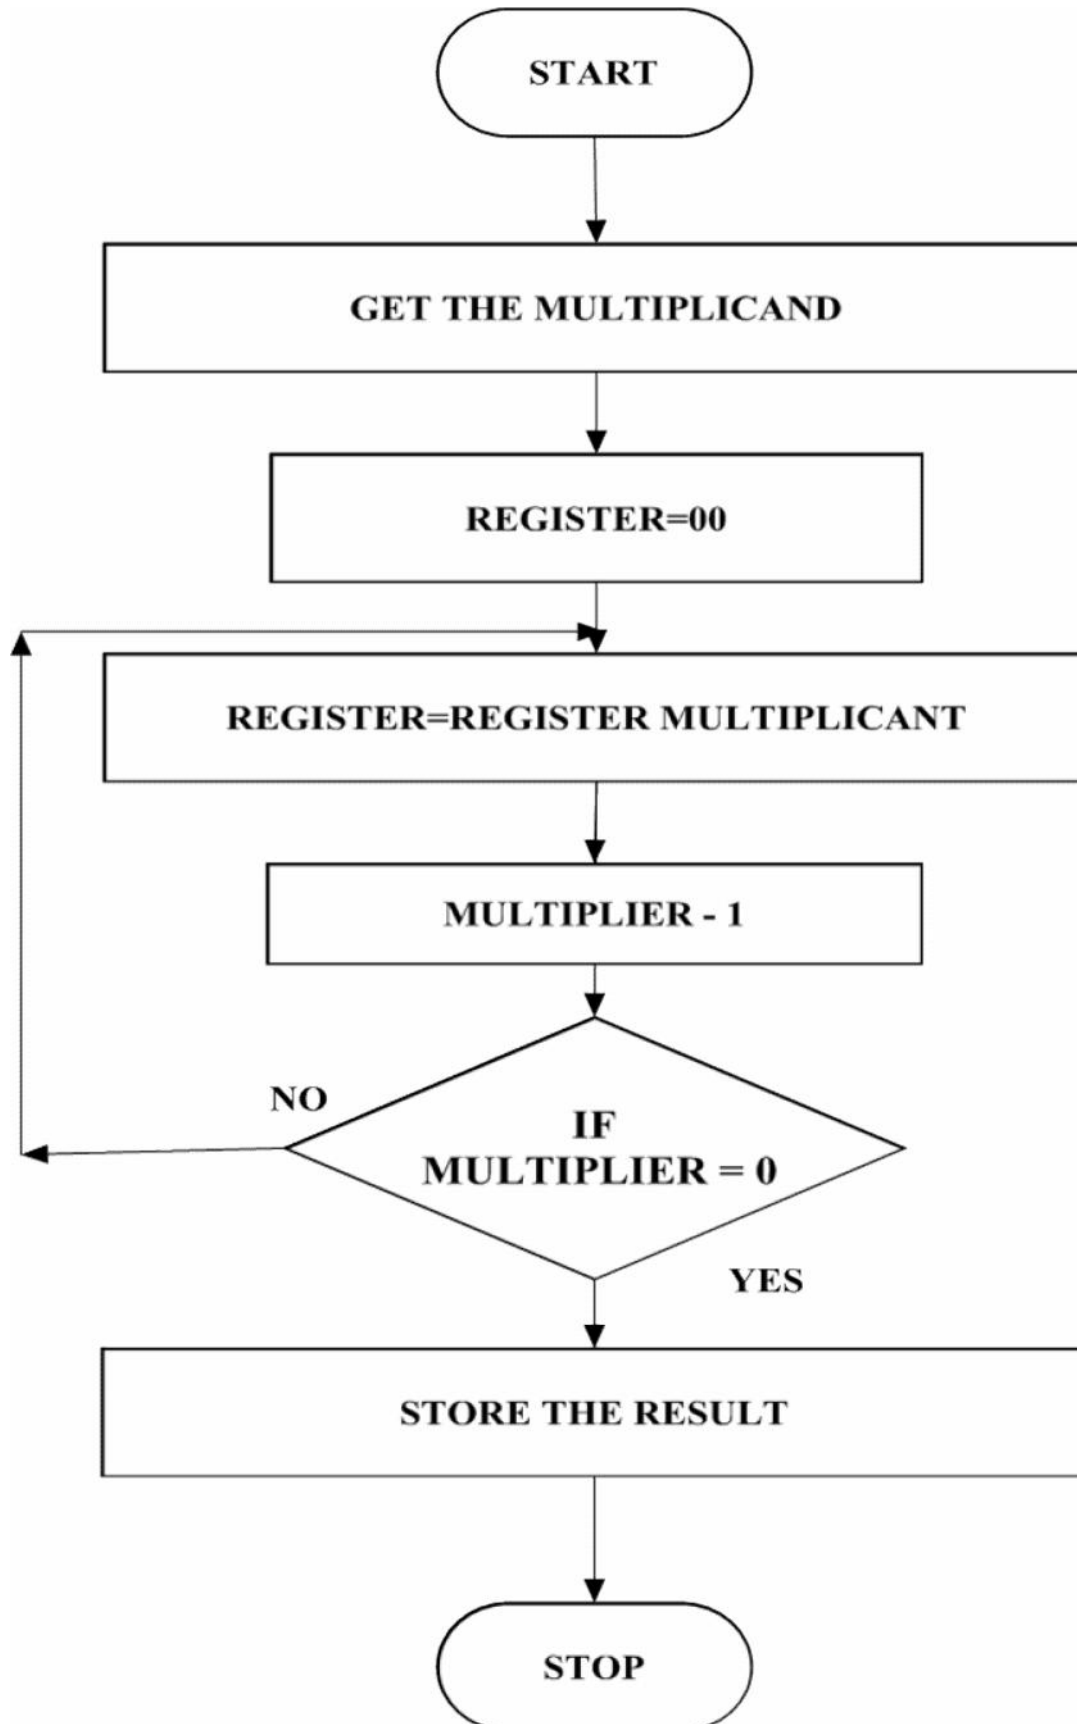 START
GET THE MULTIPLICAND
REGISTER=00
REGISTER=REGISTER MULTIPLICANT
MULTIPLIER - 1
NO
IF
MULTIPLIER = 0
YES
STORE THE RESULT
STOP